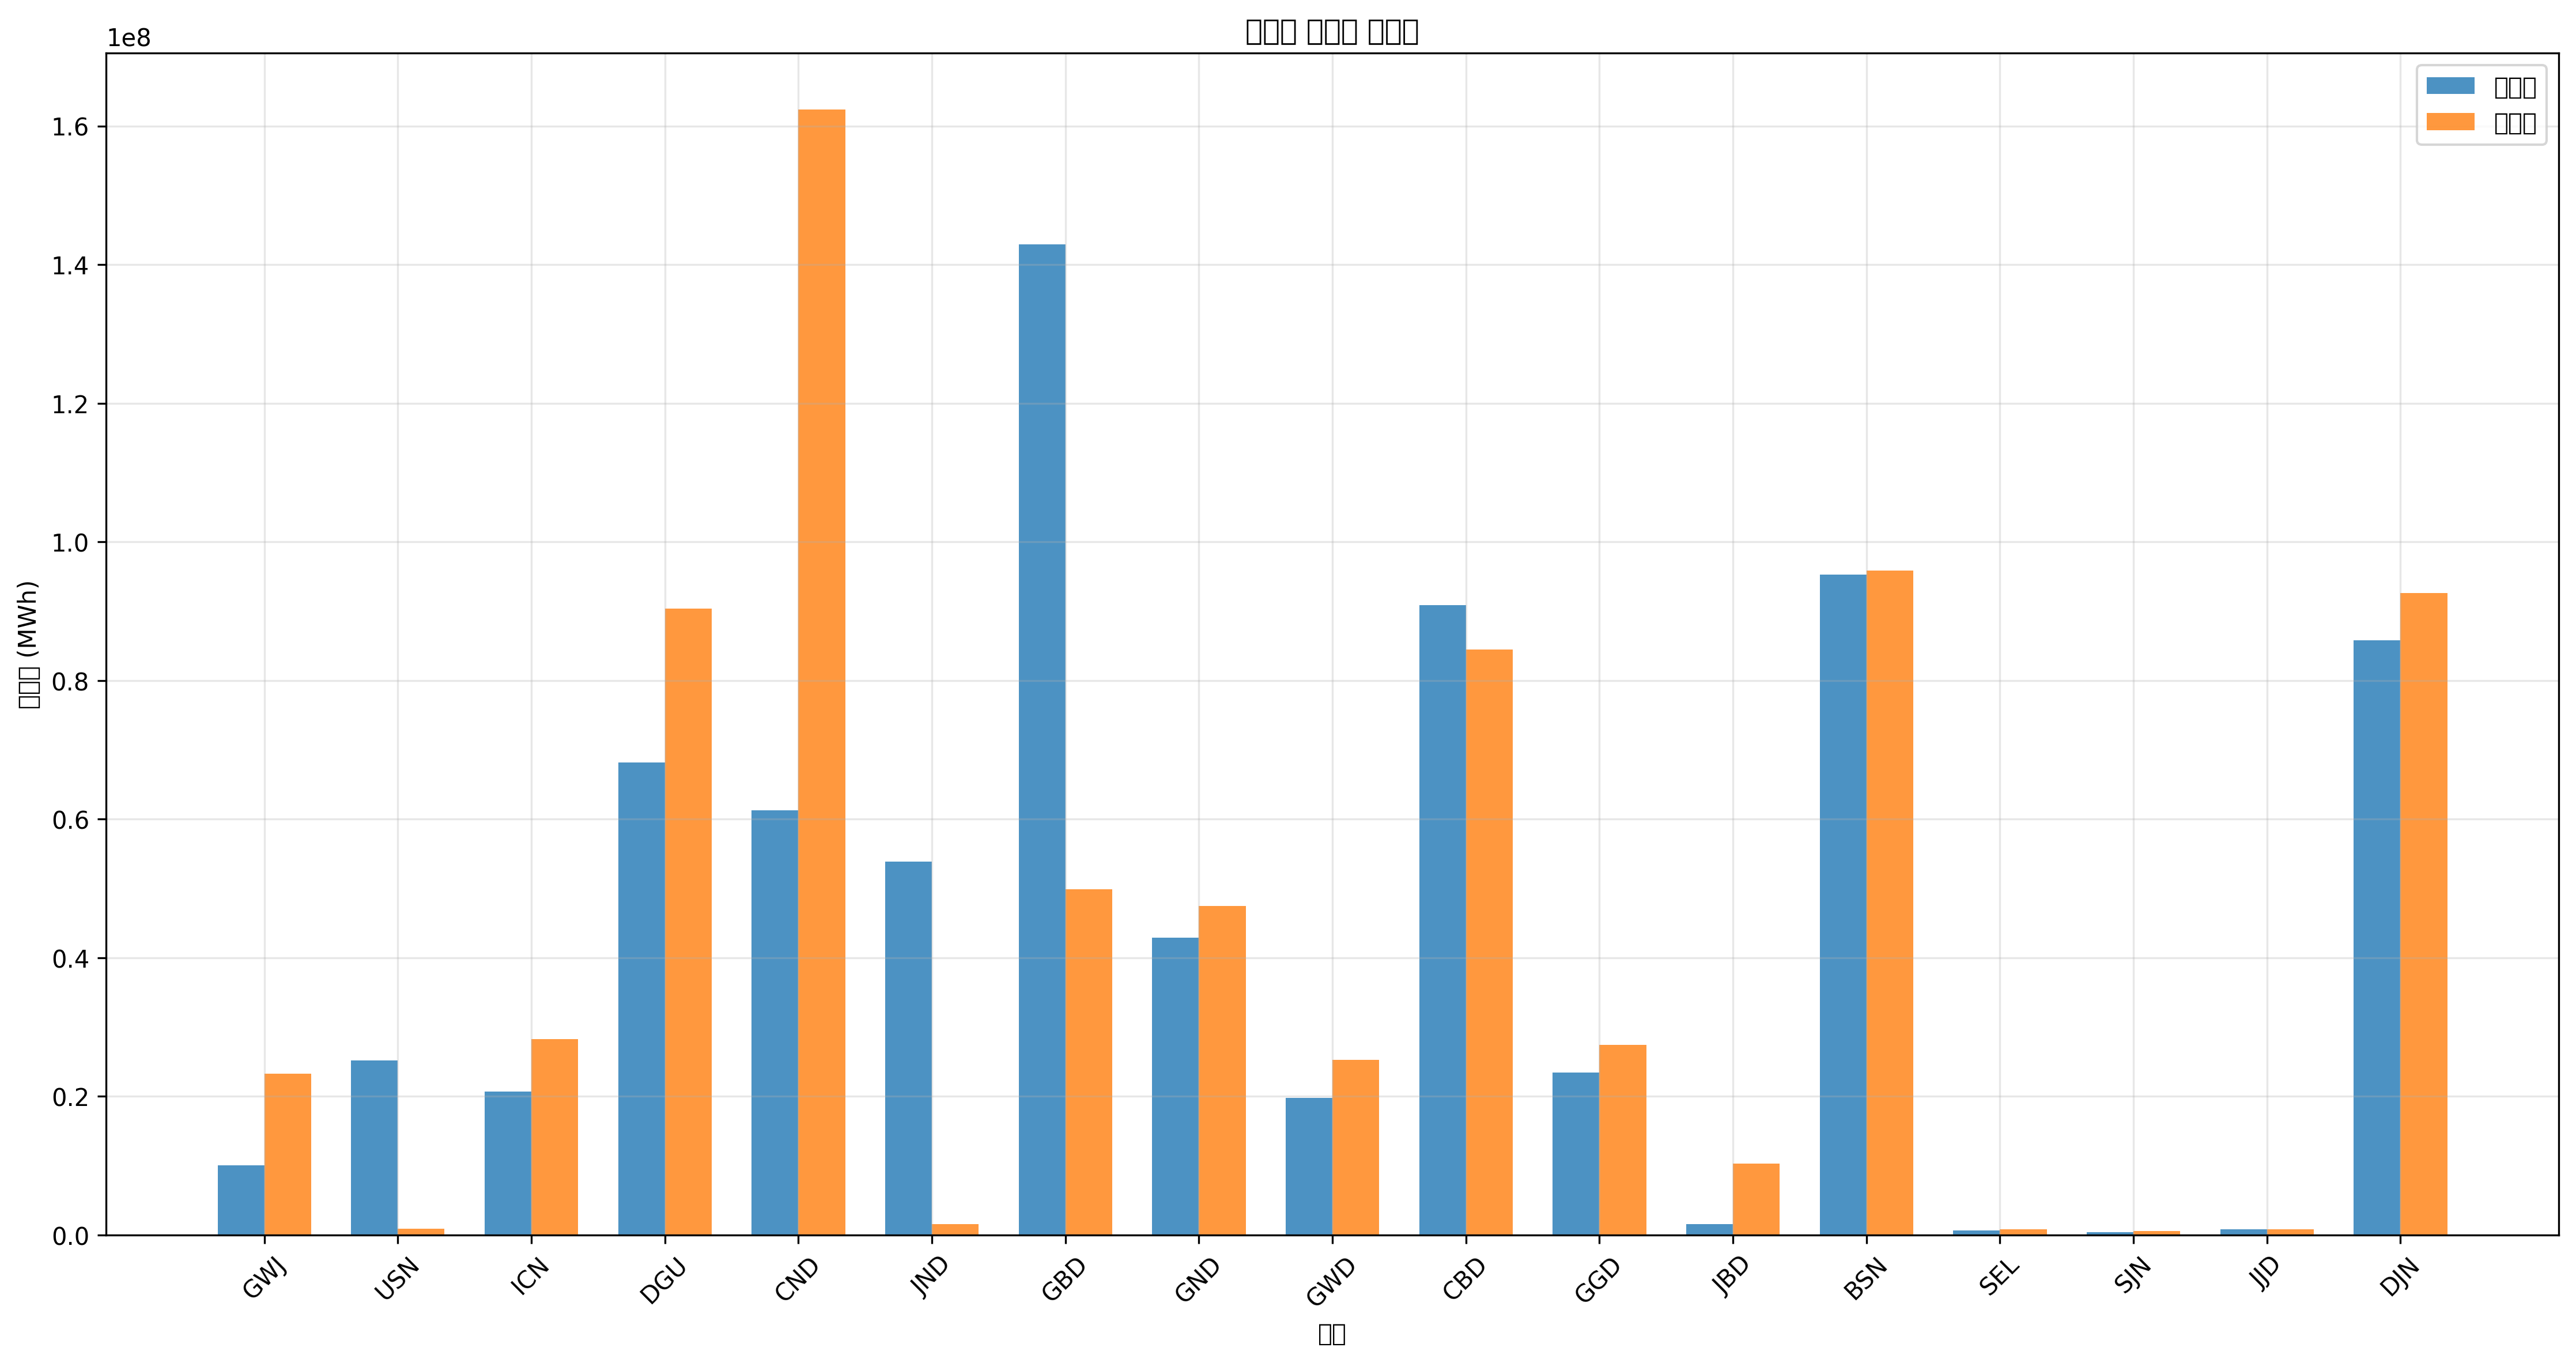 1e8
1.6
1.4
1.2
1.0
0.8
0.6
0.4
0.2
0.0
(MWh)
GWJ
USN
ICN
DGU
CND
JND
GBD
GND
GWD
CBD
GGD
JBD
BSN
SEL
SJN
JJD
DJN